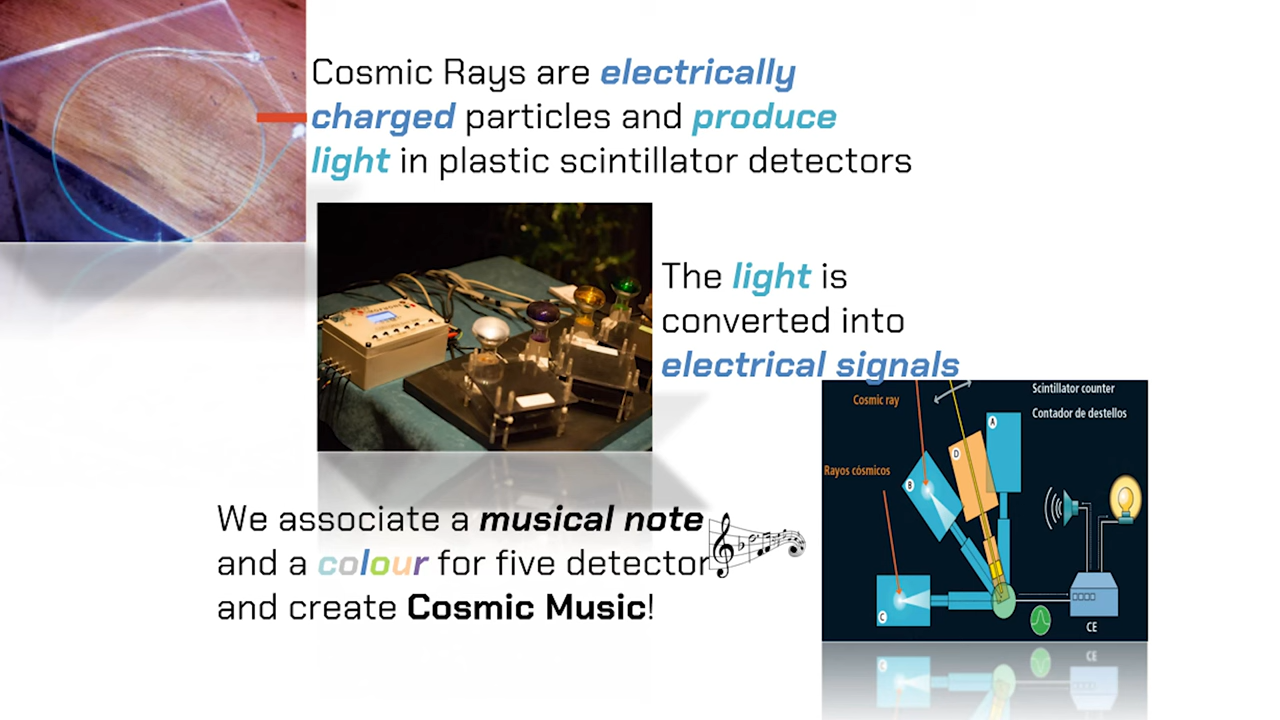 Cosmic Rays are electrically
charged particles and produce
light in plastic scintillator detectors
The light is
converted into
electrical signals
Cosmic ray
Scintillator counter
Contador de destellos
A
D
Rayos cósmicos
B
C
CE
We associate a musical note
and a colour for five detector
and create Cosmic Music!